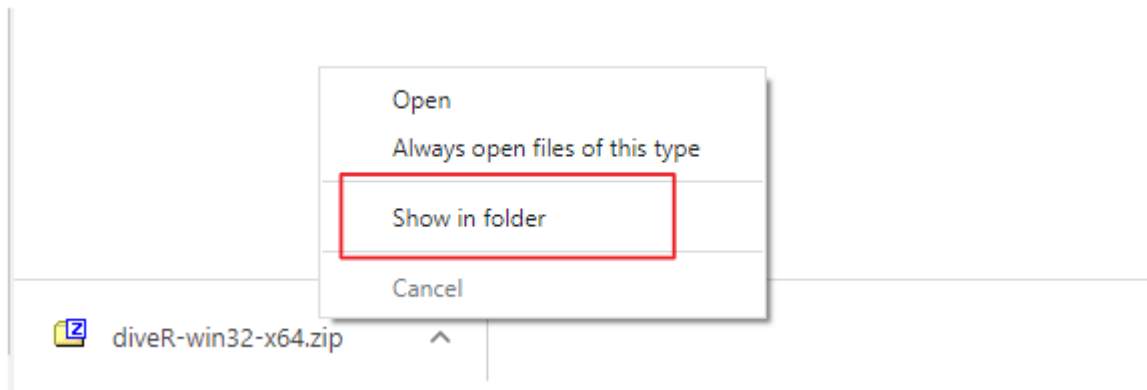 Open
Always open files of this type
Show in folder
Cancel
diveR-win32-x64.zip